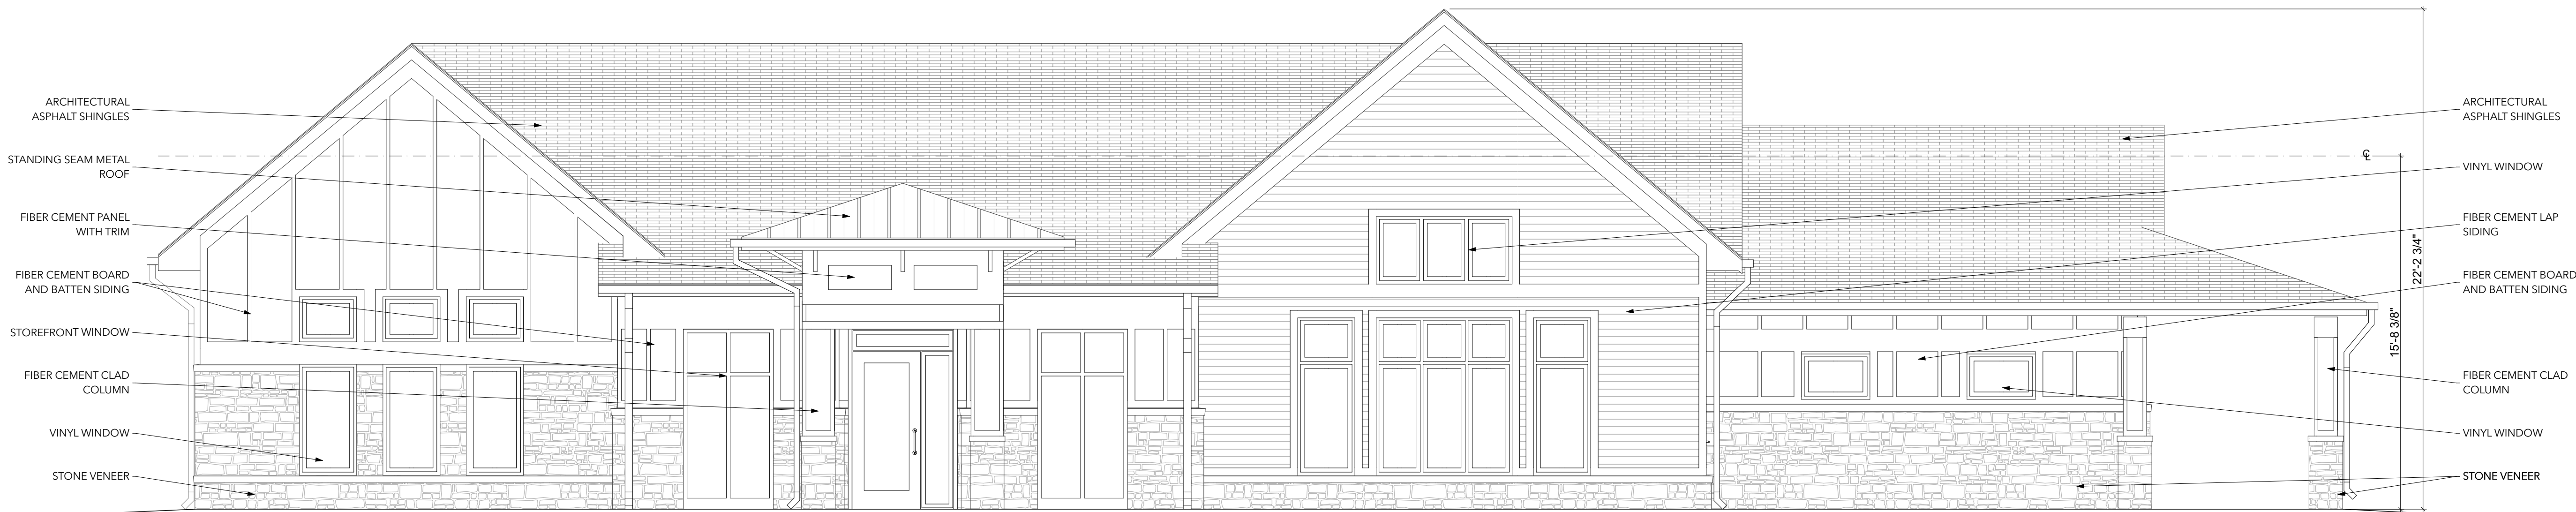 ARCHITECTURAL
ASPHALT SHINGLES
STANDING SEAM METAL
ROOF
FIBER CEMENT PANEL
WITH TRIM
FIBER CEMENT BOARD
AND BATTEN SIDING
STOREFRONT WINDOW
FIBER CEMENT CLAD
COLUMN
VINYL WINDOW
STONE VENEER
℄
22'-2 3/4"
15'-8 3/8"
ARCHITECTURAL
ASPHALT SHINGLES
VINYL WINDOW
FIBER CEMENT LAP
SIDING
FIBER CEMENT BOARD
AND BATTEN SIDING
FIBER CEMENT CLAD
COLUMN
VINYL WINDOW
STONE VENEER